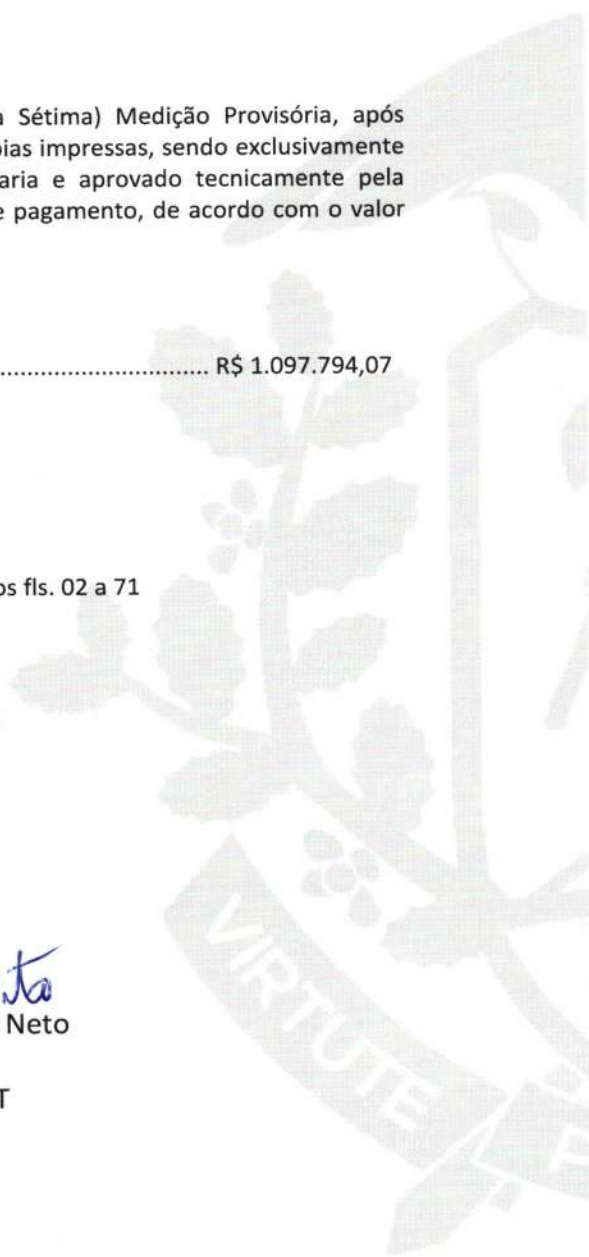 a Sétima) Medição Provisória, após
pias impressas, sendo exclusivamente
aria e aprovado tecnicamente pela
e pagamento, de acordo com o valor
............................... R$ 1.097.794,07
os fls. 02 a 71
Neto
T
VIRTUTE P